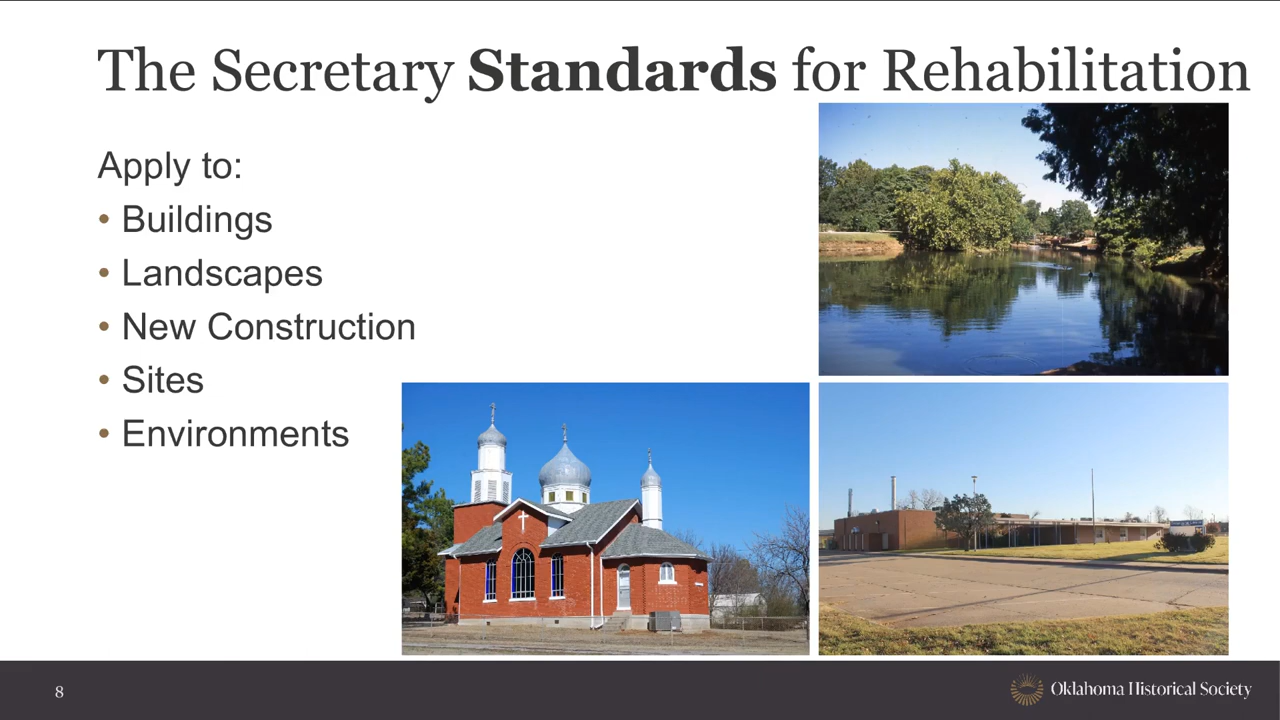 The Secretary Standards for Rehabilitation
Apply to:
• Buildings
• Landscapes
• New Construction
• Sites
• Environments
8
Oklahoma Historical Society